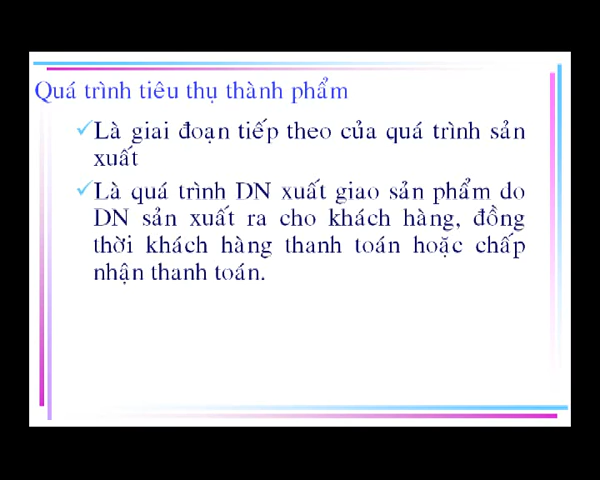 Quá trình tiêu thụ thành phẩm
Là giai đoạn tiếp theo của quá trình sản
xuất
Là quá trình DN xuất giao sản phẩm do
DN sản xuất ra cho khách hàng, đồng
thời khách hàng thanh toán hoặc chấp
nhận thanh toán.